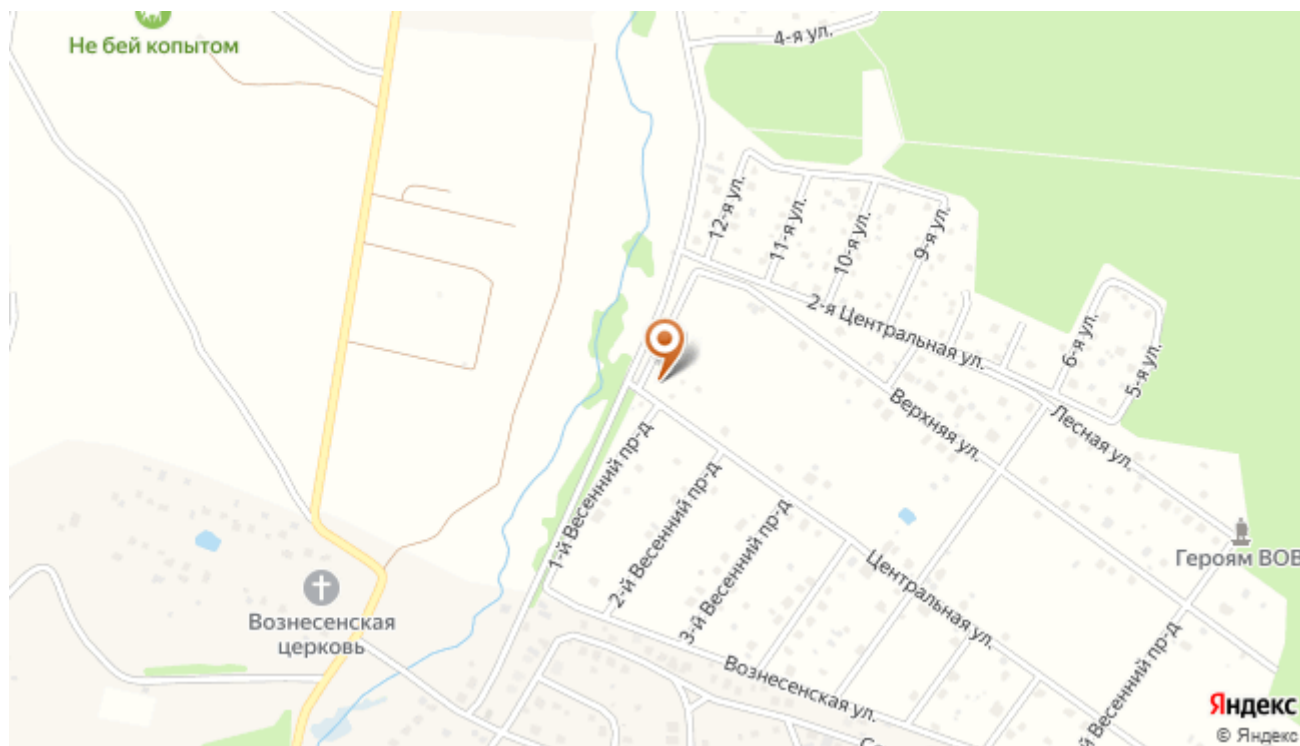 Не бей копытом
4-я ул.
12-я ул.
11-я ул.
10-я ул.
9-я ул.
2-я Центральная ул.
6-я ул.
5-я ул.
Верхняя ул.
Лесная ул.
1-й Весенний пр-д
2-й Весенний пр-д
3-й Весенний пр-д
Героям ВОВ
Центральная ул.
Вознесенская
церковь
Вознесенская ул.
й Весенний пр-д
Яндекс
© Яндекс